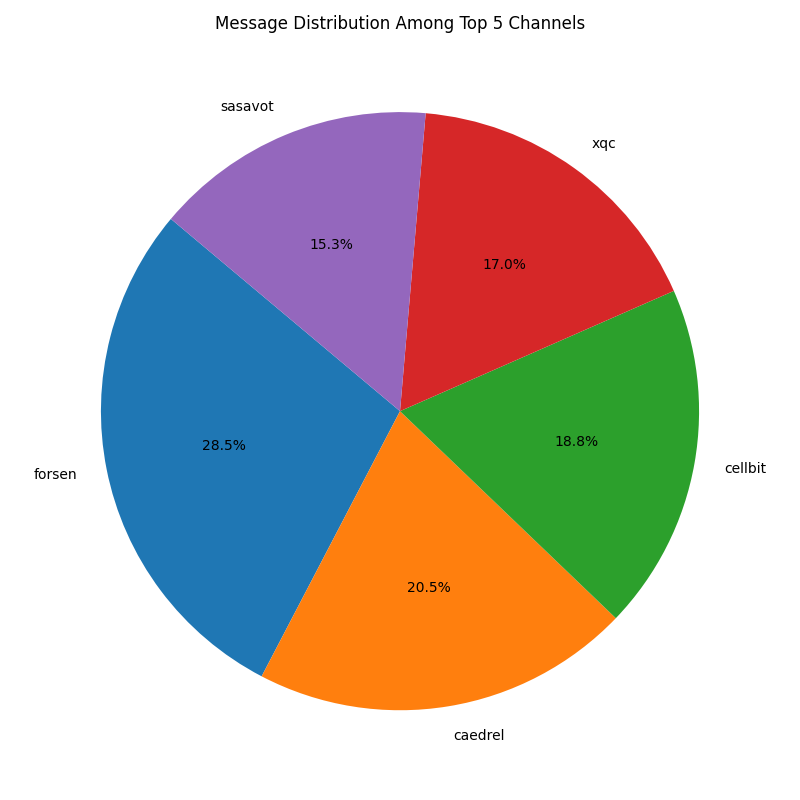 Message Distribution Among Top 5 Channels
sasavot
xqc
15.3%
17.0%
28.5%
18.8%
forsen
cellbit
20.5%
caedrel